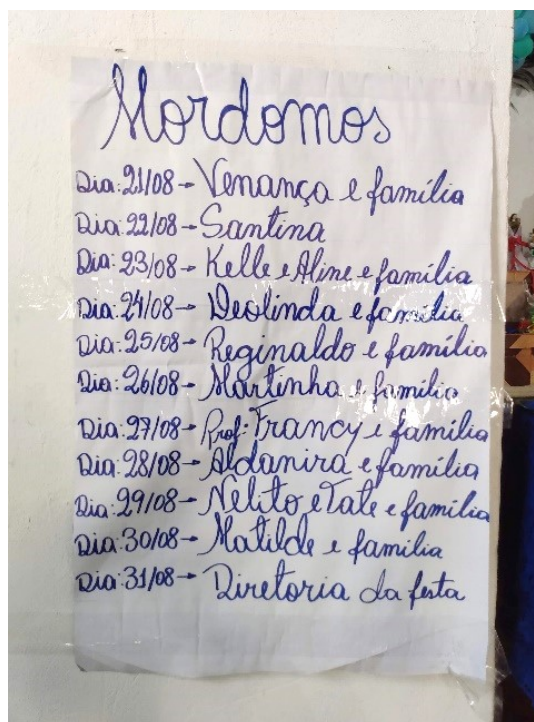 Mordomos
Dia: 21/08 - Venança e família
Dia: 22/08 - Santina
Dia: 23/08 - Kelle e Aline e família
Dia: 24/08 - Deolinda e família
Dia: 25/08 - Reginaldo e família
Dia: 26/08 - Martinha e família
Dia: 27/08 - Prof: Francy e família
Dia: 28/08 - Aldanira e família
Dia: 29/08 - Nelito e Tate e família
Dia: 30/08 - Matilde e família
Dia: 31/08 - Diretoria da festa